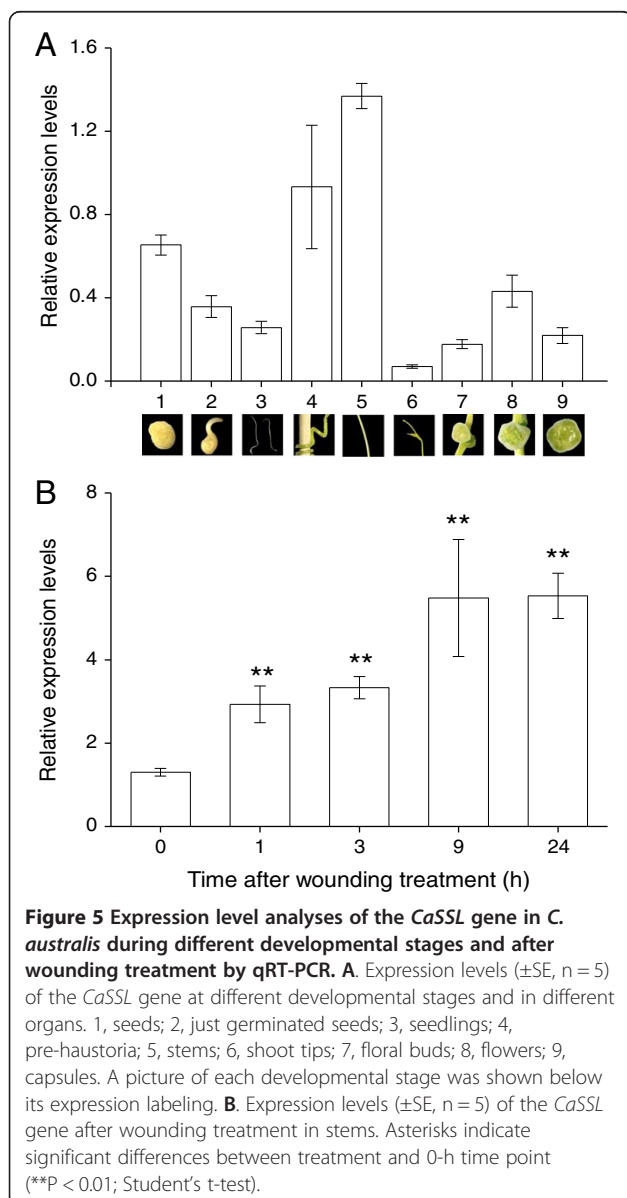 A
Relative expression levels
1.6
1.2
0.8
0.4
0.0
1 2 3 4 5 6 7 8 9
B
Relative expression levels
8
6
4
2
0
**
**
**
**
0 1 3 9 24
Time after wounding treatment (h)
Figure 5 Expression level analyses of the CaSSL gene in C.
australis during different developmental stages and after
wounding treatment by qRT-PCR. A. Expression levels (±SE, n = 5)
of the CaSSL gene at different developmental stages and in different
organs. 1, seeds; 2, just germinated seeds; 3, seedlings; 4,
pre-haustoria; 5, stems; 6, shoot tips; 7, floral buds; 8, flowers; 9,
capsules. A picture of each developmental stage was shown below
its expression labeling. B. Expression levels (±SE, n = 5) of the CaSSL
gene after wounding treatment in stems. Asterisks indicate
significant differences between treatment and 0-h time point
(**P < 0.01; Student's t-test).